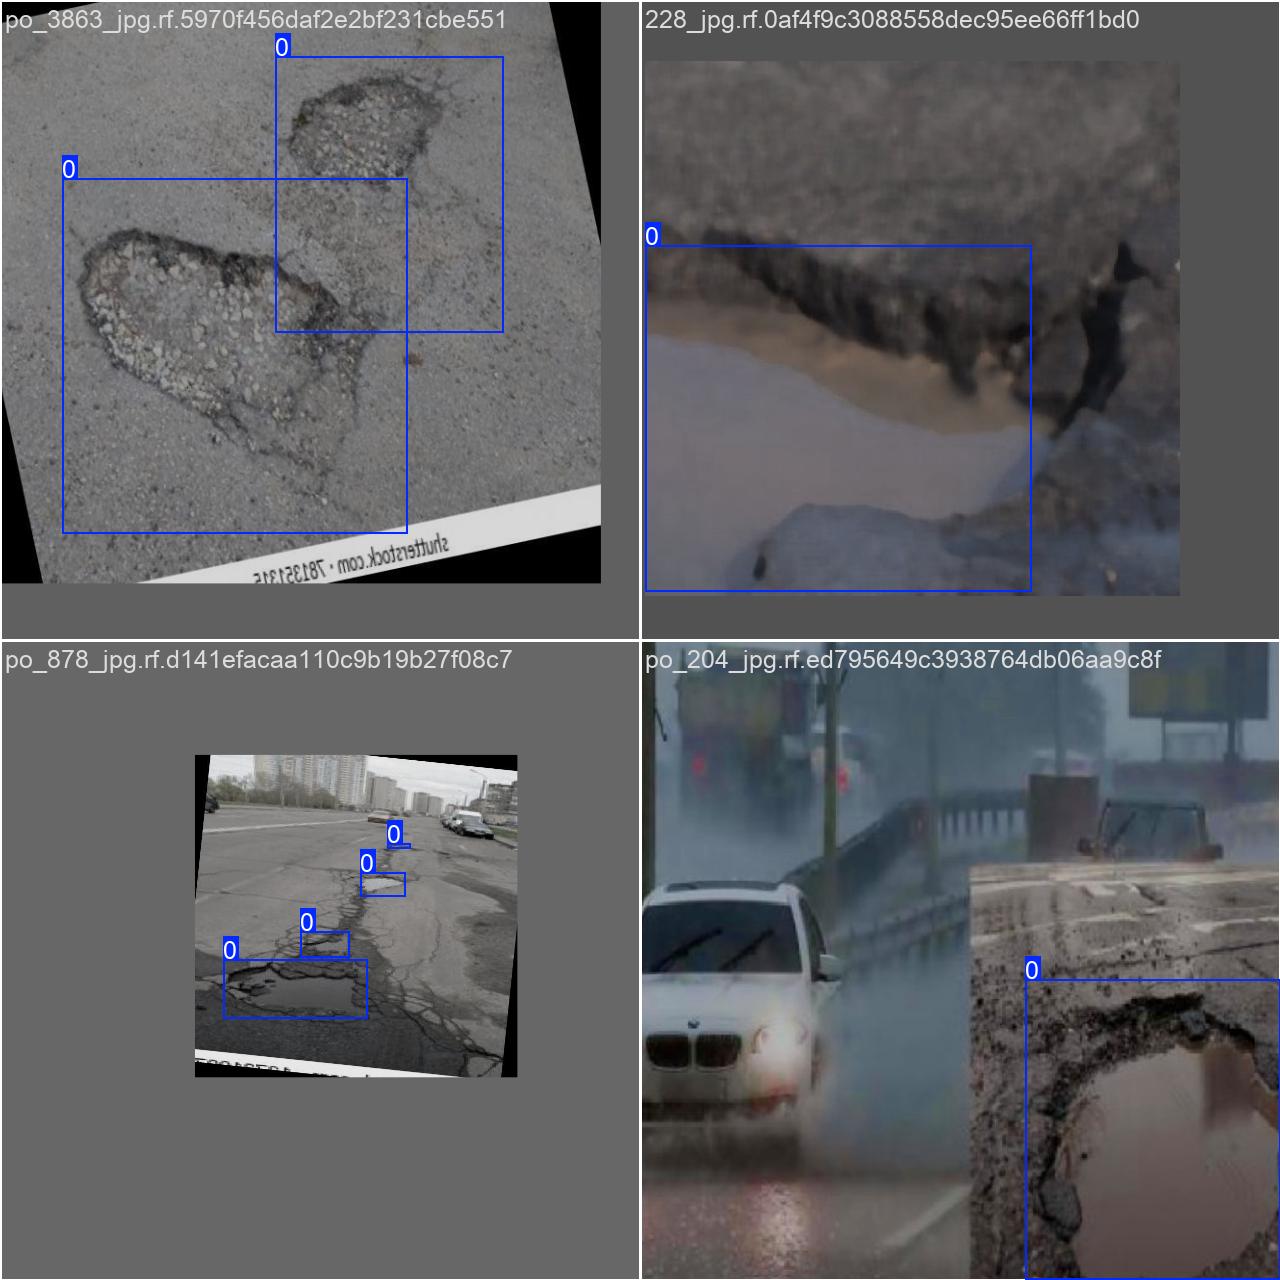 po_3863_jpg.rf.5970f456daf2e2bf231cbe551
0
0
shutterstock.com • 781351315
228_jpg.rf.0af4f9c3088558dec95ee66ff1bd0
0
po_878_jpg.rf.d141efacaa110c9b19b27f08c7
0
0
0
0
po_204_jpg.rf.ed795649c3938764db06aa9c8f
0